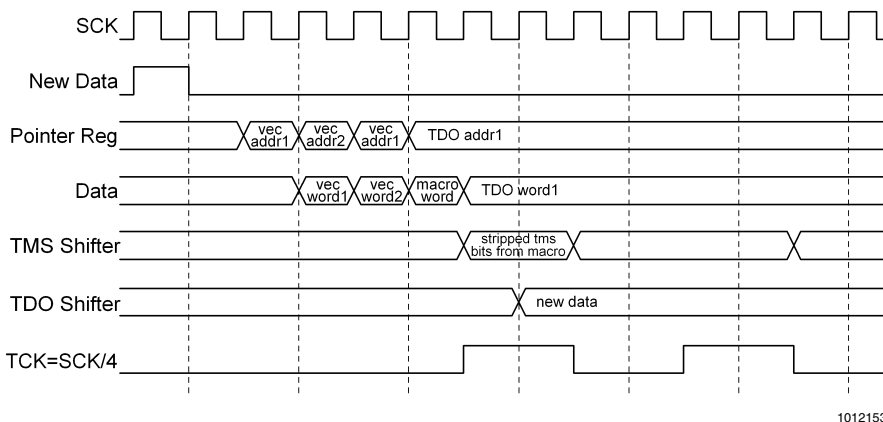 SCK
New Data
Pointer Reg
vec
addr1
vec
addr2
vec
addr1
TDO addr1
Data
vec
word1
vec
word2
macro
word
TDO word1
TMS Shifter
stripped tms
bits from macro
TDO Shifter
new data
TCK=SCK/4
1012153